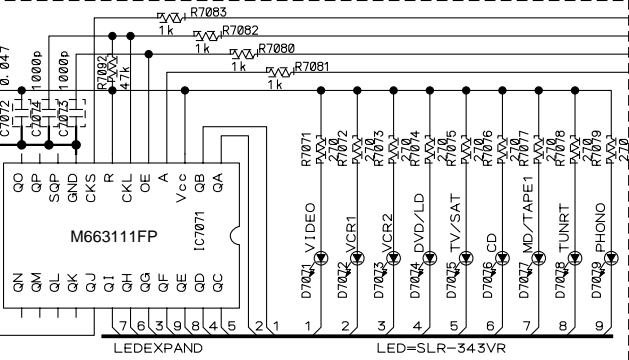 R7083
1k
R7082
1k
R7080
1k
R7081
1k
0.047
C7072
1000p
C7074
1000p
C7073
R7092
4.7k
R7071 270
R7072 270
R7073 270
R7074 270
R7075 270
R7076 270
R7077 270
R7078 270
R7079 270
QO QP SQP GND CKS R CKL OE A Vcc QB QA
M663111FP
IC7071
QN QM QL QK QJ QI QH QG QF QE QD QC
D7071 VIDEO
D7072 VCR1
D7073 VCR2
D7074 DVD/LD
D7075 TV/SAT
D7076 CD
D7077 MD/TAPE1
D7078 TUNRT
D7079 PHONO
7 6 3 9 8 4 5 2 1 1 2 3 4 5 6 7 8 9
LEDEXPAND
LED=SLR-343VR